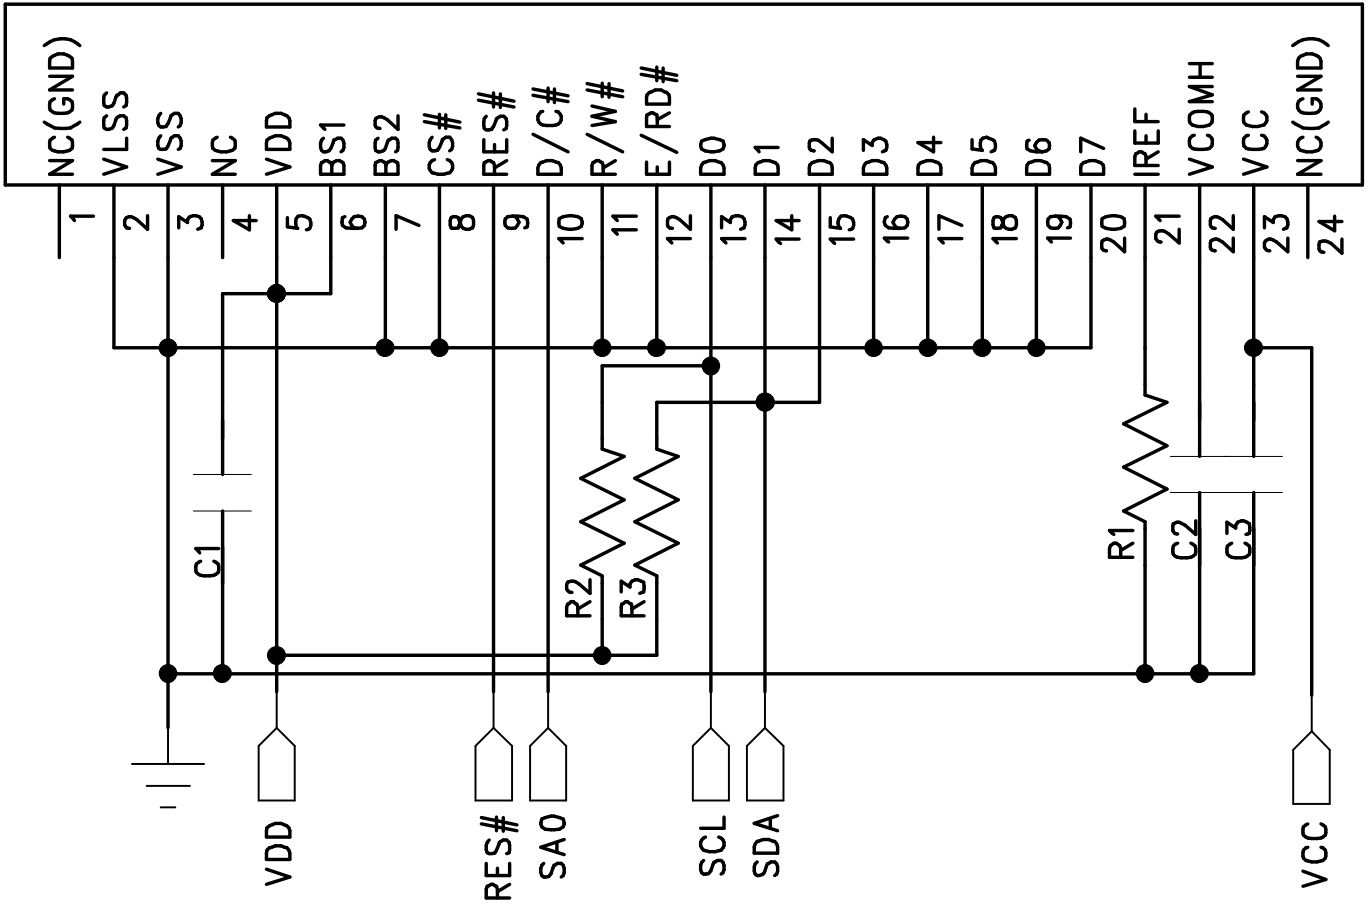 NC(GND)
VLSS
VSS
NC
VDD
BS1
BS2
CS#
RES#
D/C#
R/W#
E/RD#
D0
D1
D2
D3
D4
D5
D6
D7
IREF
VCOMH
VCC
NC(GND)
1
2
3
4
5
6
7
8
9
10
11
12
13
14
15
16
17
18
19
20
21
22
23
24
C1
R2
R3
R1
C2
C3
VDD
RES#
SA0
SCL
SDA
VCC